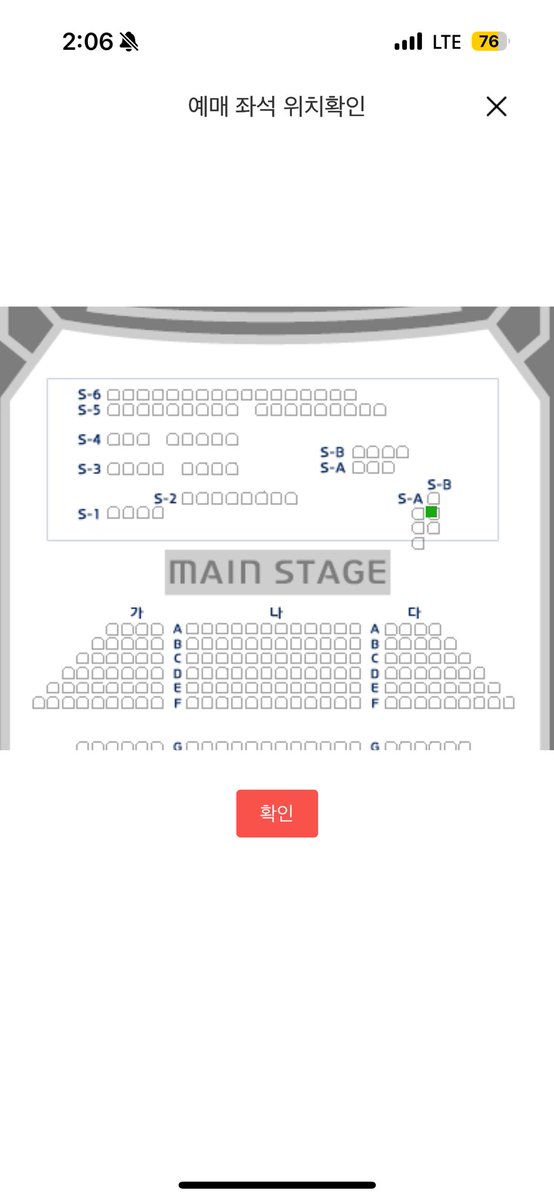 2:06 LTE 76
예매 좌석 위치확인
S-6
S-5
S-4
S-B
S-3 S-A
S-B
S-2 S-A
S-1
MAIN STAGE
가 나 다
A A
B B
C C
D D
E E
F F
G G
확인